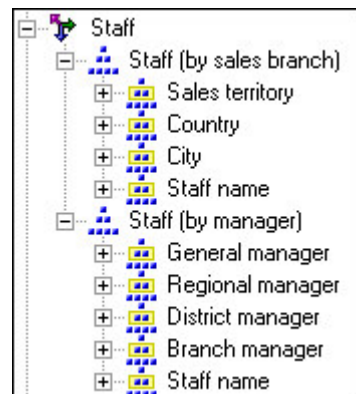 Staff
Staff (by sales branch)
Sales territory
Country
City
Staff name
Staff (by manager)
General manager
Regional manager
District manager
Branch manager
Staff name